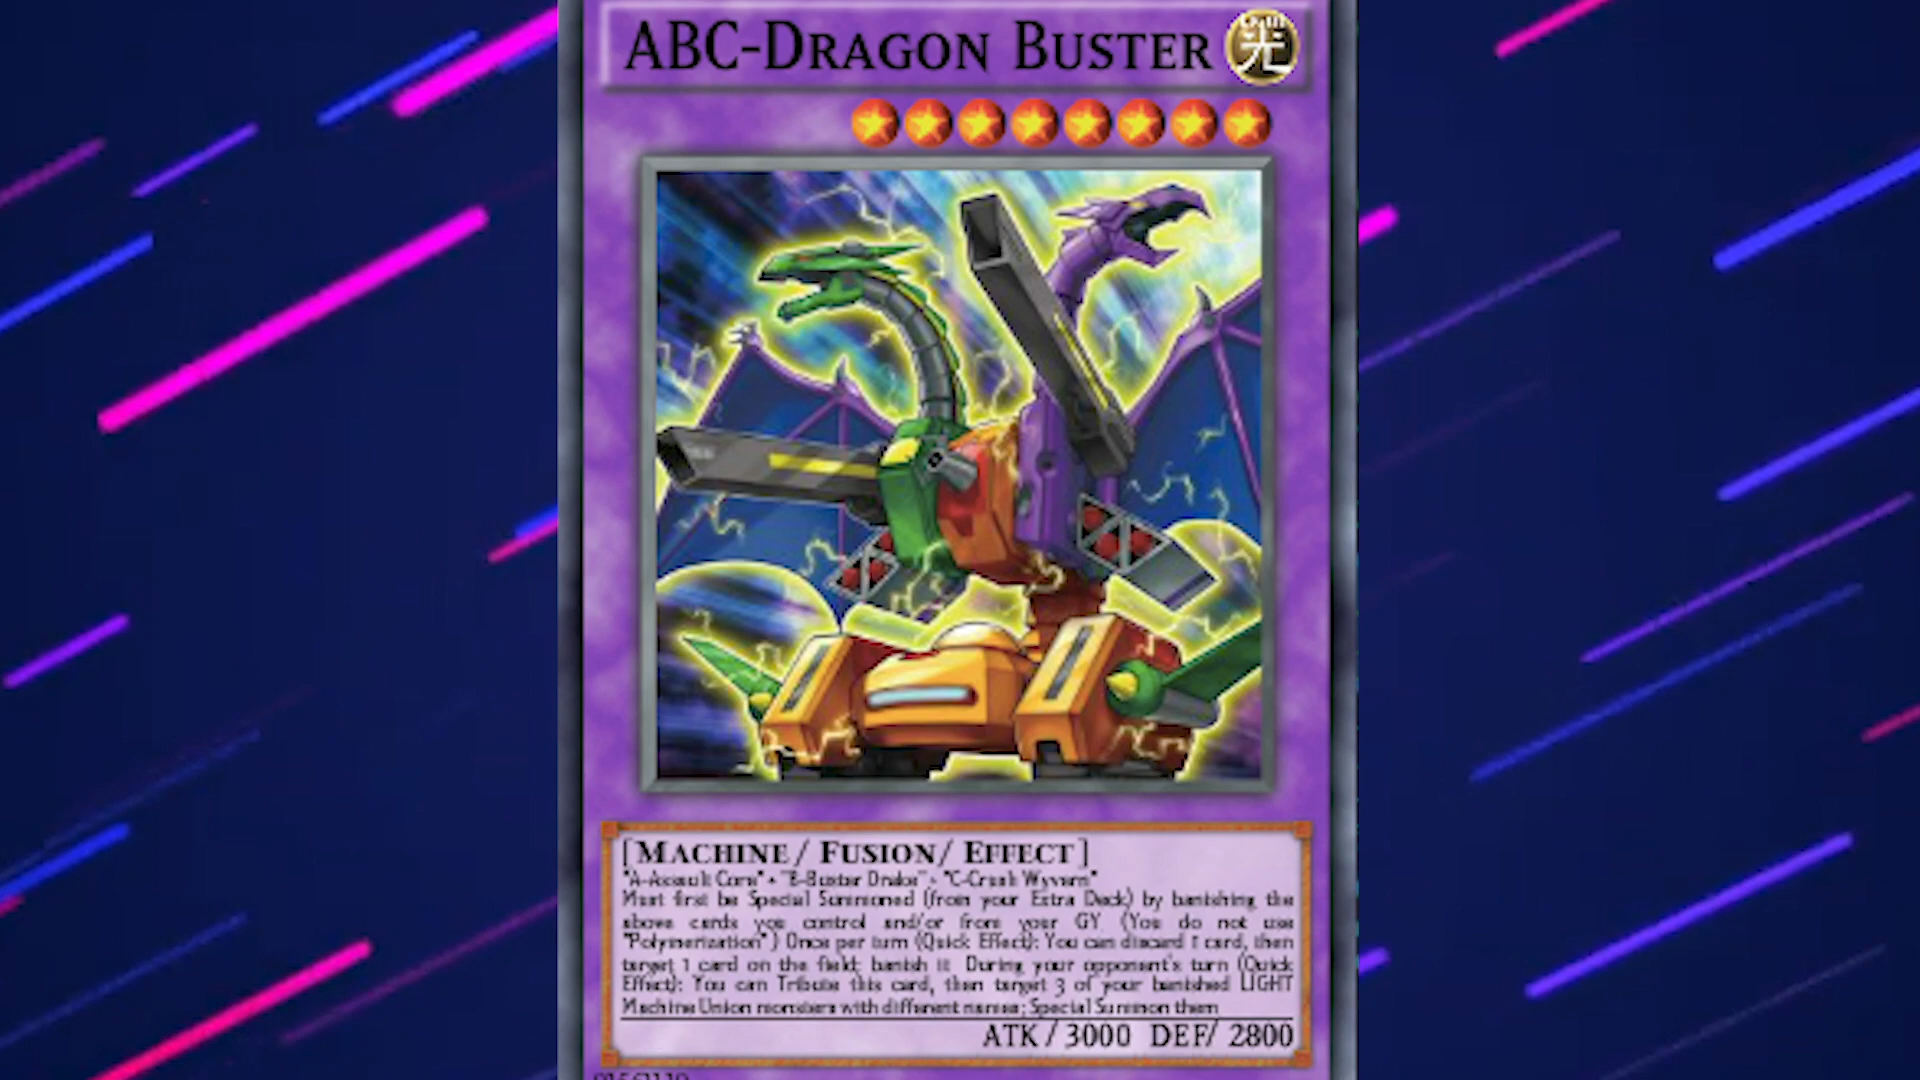 ABC-DRAGON BUSTER 光
[MACHINE/ FUSION/ EFFECT]
"A-Assault Core" + "B-Buster Drake" + "C-Crush Wyvern"
Must first be Special Summoned (from your Extra Deck) by banishing the
above cards you control and/or from your GY. (You do not use
"Polymerization".) Once per turn (Quick Effect): You can discard 1 card, then
target 1 card on the field; banish it. During your opponent's turn (Quick
Effect): You can Tribute this card, then target 3 of your banished LIGHT
Machine Union monsters with different names; Special Summon them.
ATK/3000 DEF/2800